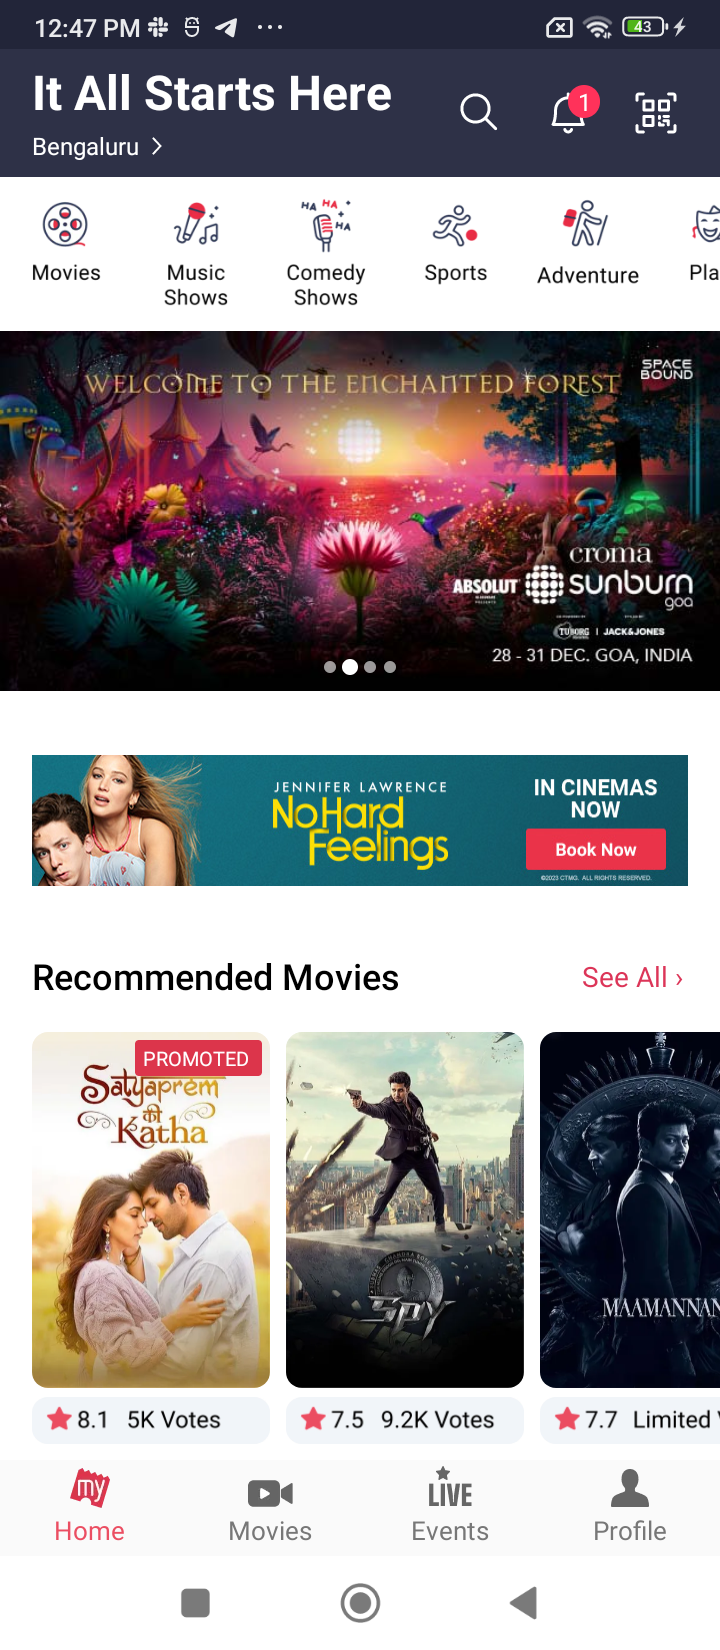 12:47 PM
43
It All Starts Here
1
Bengaluru
HA HA HA
Movies
Music Shows
Comedy Shows
Sports
Adventure
Pla
WELCOME TO THE ENCHANTED FOREST
SPACE BOUND
croma
ABSOLUT sunburn
goa
TUBORG | JACK&JONES
28 - 31 DEC. GOA, INDIA
JENNIFER LAWRENCE
No Hard
Feelings
IN CINEMAS
NOW
Book Now
©2023 CTMG. ALL RIGHTS RESERVED.
Recommended Movies
See All ›
PROMOTED
Satyaprem
की
Katha
SPY
MAAMANNAN
8.1 5K Votes
7.5 9.2K Votes
7.7 Limited V
my
LIVE
Home
Movies
Events
Profile